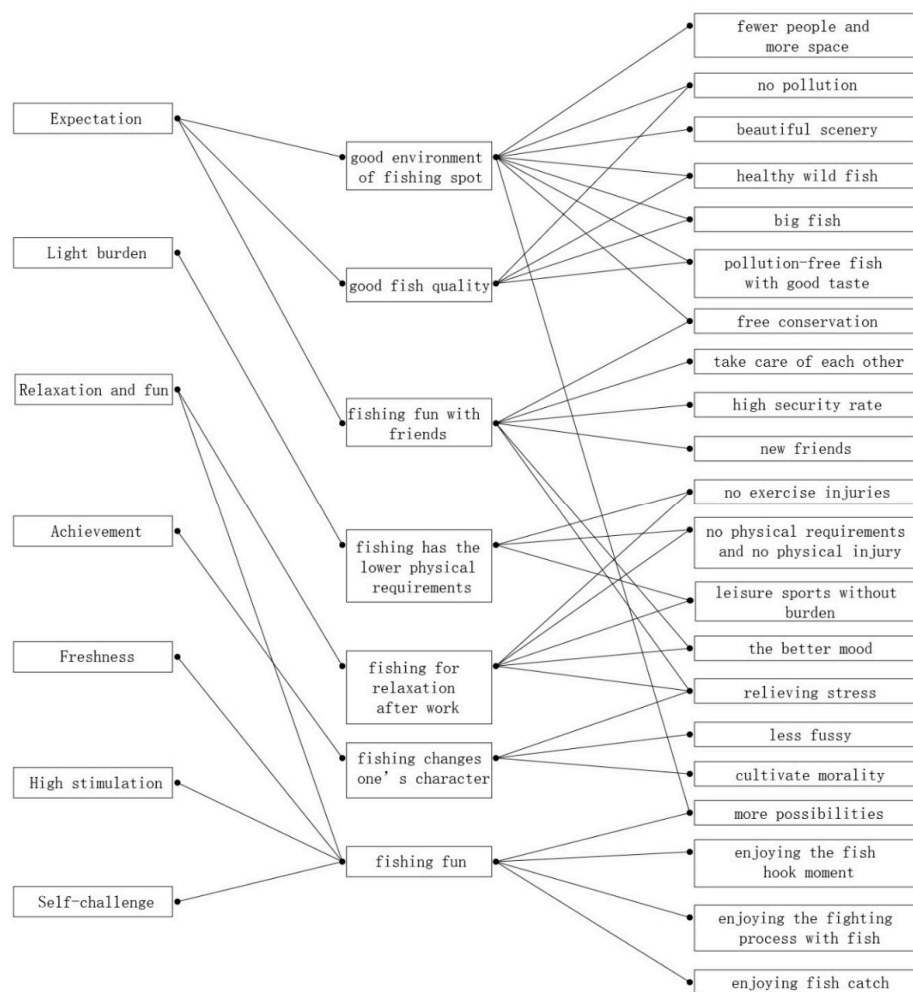 Expectation
Light burden
Relaxation and fun
Achievement
Freshness
High stimulation
Self-challenge
good environment
of fishing spot
good fish quality
fishing fun with
friends
fishing has the
lower physical
requirements
fishing for
relaxation
after work
fishing changes
one's character
fishing fun
fewer people and
more space
no pollution
beautiful scenery
healthy wild fish
big fish
pollution-free fish
with good taste
free conservation
take care of each other
high security rate
new friends
no exercise injuries
no physical requirements
and no physical injury
leisure sports without
burden
the better mood
relieving stress
less fussy
cultivate morality
more possibilities
enjoying the fish
hook moment
enjoying the fighting
process with fish
enjoying fish catch